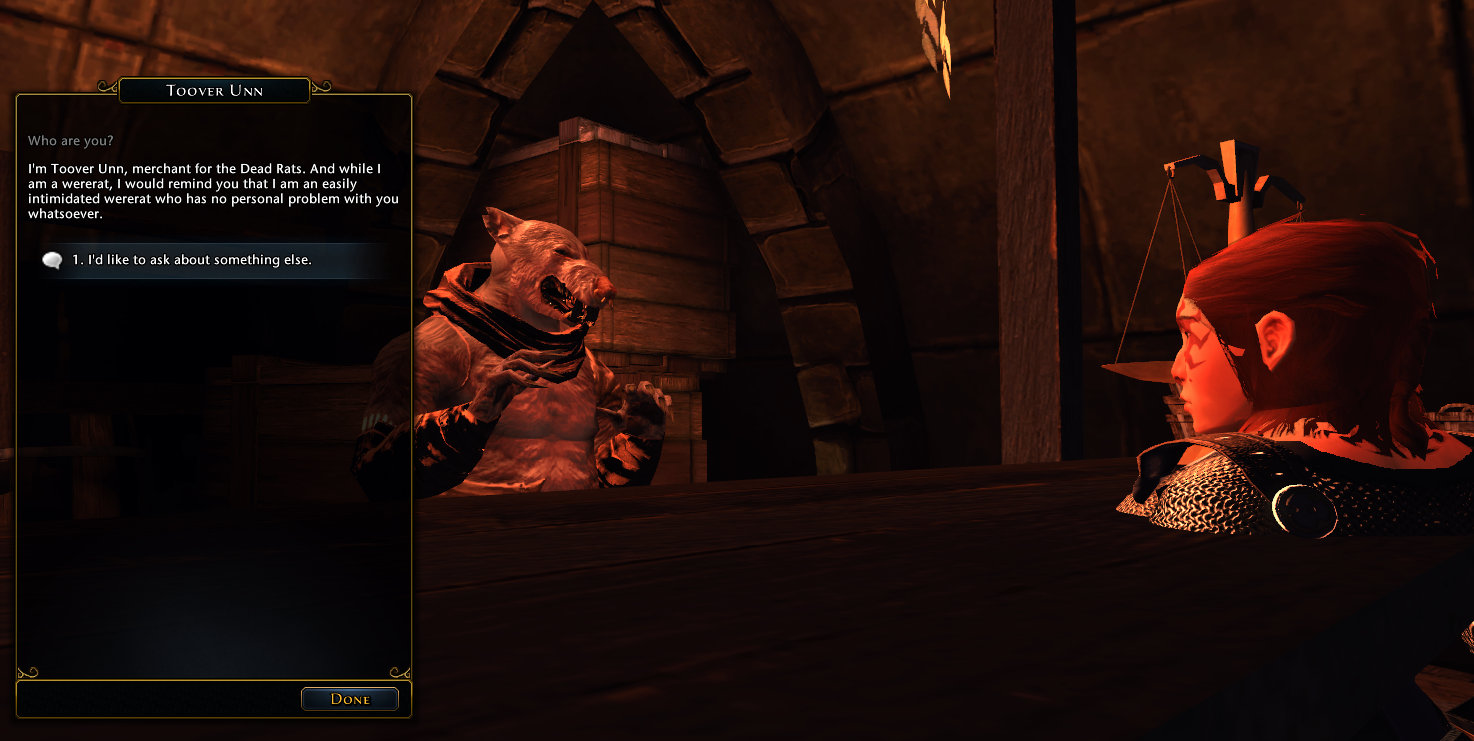 Toover Unn
Who are you?
I'm Toover Unn, merchant for the Dead Rats. And while I
am a wererat, I would remind you that I am an easily
intimidated wererat who has no personal problem with you
whatsoever.
1. I'd like to ask about something else.
Done